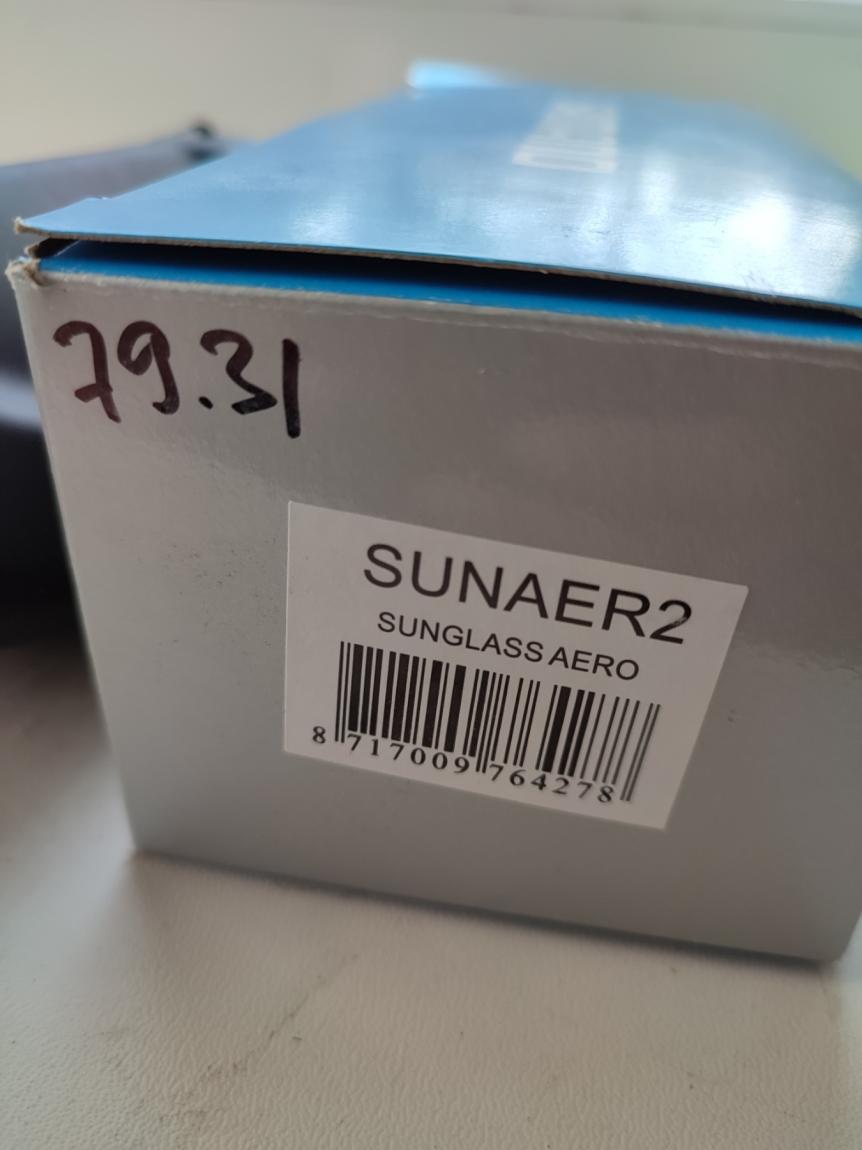 79.31
SUNAER2
SUNGLASS AERO
8 717009 764278